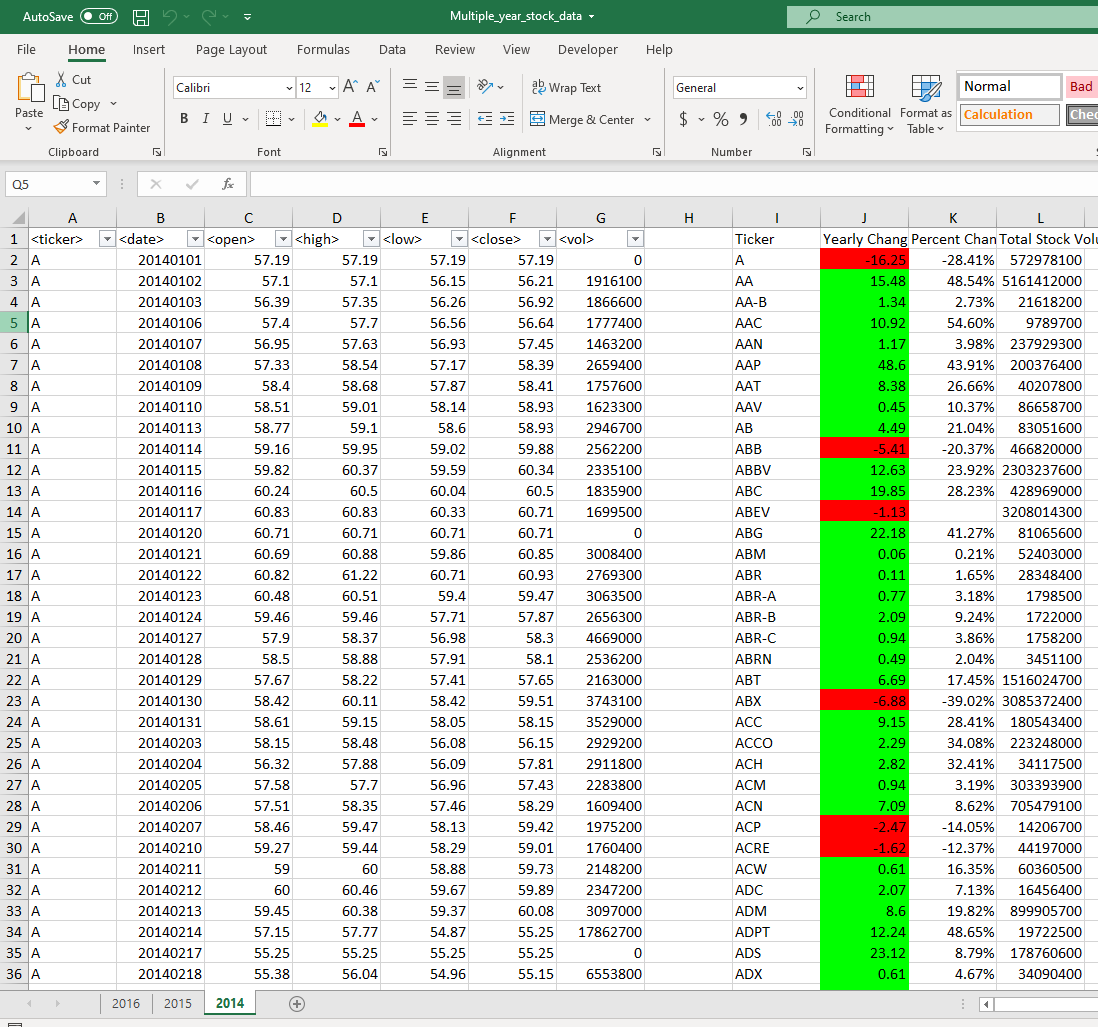 AutoSave Off Multiple_year_stock_data Search
File Home Insert Page Layout Formulas Data Review View Developer Help
Paste Cut Copy Format Painter Clipboard
Calibri 12 A A B I U A Font
ab Wrap Text Merge & Center Alignment
General $ % Number
Conditional Formatting Format as Table Normal Bad Calculation
Q5 fx
A B C D E F G H I J K L
1 <ticker> <date> <open> <high> <low> <close> <vol> Ticker Yearly Chang Percent Chan Total Stock Volu
2 A 20140101 57.19 57.19 57.19 57.19 0 A -16.25 -28.41% 572978100
3 A 20140102 57.1 57.1 56.15 56.21 1916100 AA 15.48 48.54% 5161412000
4 A 20140103 56.39 57.35 56.26 56.92 1866600 AA-B 1.34 2.73% 21618200
5 A 20140106 57.4 57.7 56.56 56.64 1777400 AAC 10.92 54.60% 9789700
6 A 20140107 56.95 57.63 56.93 57.45 1463200 AAN 1.17 3.98% 237929300
7 A 20140108 57.33 58.54 57.17 58.39 2659400 AAP 48.6 43.91% 200376400
8 A 20140109 58.4 58.68 57.87 58.41 1757600 AAT 8.38 26.66% 40207800
9 A 20140110 58.51 59.01 58.14 58.93 1623300 AAV 0.45 10.37% 86658700
10 A 20140113 58.77 59.1 58.6 58.93 2946700 AB 4.49 21.04% 83051600
11 A 20140114 59.16 59.95 59.02 59.88 2562200 ABB -5.41 -20.37% 466820000
12 A 20140115 59.82 60.37 59.59 60.34 2335100 ABBV 12.63 23.92% 2303237600
13 A 20140116 60.24 60.5 60.04 60.5 1835900 ABC 19.85 28.23% 428969000
14 A 20140117 60.83 60.83 60.33 60.71 1699500 ABEV -1.13 3208014300
15 A 20140120 60.71 60.71 60.71 60.71 0 ABG 22.18 41.27% 81065600
16 A 20140121 60.69 60.88 59.86 60.85 3008400 ABM 0.06 0.21% 52403000
17 A 20140122 60.82 61.22 60.71 60.93 2769300 ABR 0.11 1.65% 28348400
18 A 20140123 60.48 60.51 59.4 59.47 3063500 ABR-A 0.77 3.18% 1798500
19 A 20140124 59.46 59.46 57.71 57.87 2656300 ABR-B 2.09 9.24% 1722000
20 A 20140127 57.9 58.37 56.98 58.3 4669000 ABR-C 0.94 3.86% 1758200
21 A 20140128 58.5 58.88 57.91 58.1 2536200 ABRN 0.49 2.04% 3451100
22 A 20140129 57.67 58.22 57.41 57.65 2163000 ABT 6.69 17.45% 1516024700
23 A 20140130 58.42 60.11 58.42 59.51 3743100 ABX -6.88 -39.02% 3085372400
24 A 20140131 58.61 59.15 58.05 58.15 3529000 ACC 9.15 28.41% 180543400
25 A 20140203 58.15 58.48 56.08 56.15 2929200 ACCO 2.29 34.08% 223248000
26 A 20140204 56.32 57.88 56.09 57.81 2911800 ACH 2.82 32.41% 34117500
27 A 20140205 57.58 57.7 56.96 57.43 2283800 ACM 0.94 3.19% 303393900
28 A 20140206 57.51 58.35 57.46 58.29 1609400 ACN 7.09 8.62% 705479100
29 A 20140207 58.46 59.47 58.13 59.42 1975200 ACP -2.47 -14.05% 14206700
30 A 20140210 59.27 59.44 58.29 59.01 1760400 ACRE -1.62 -12.37% 44197000
31 A 20140211 59 60 58.88 59.73 2148200 ACW 0.61 16.35% 60360500
32 A 20140212 60 60.46 59.67 59.89 2347200 ADC 2.07 7.13% 16456400
33 A 20140213 59.45 60.38 59.37 60.08 3097000 ADM 8.6 19.82% 899905700
34 A 20140214 57.15 57.77 54.87 55.25 17862700 ADPT 12.24 48.65% 19722500
35 A 20140217 55.25 55.25 55.25 55.25 0 ADS 23.12 8.79% 178760600
36 A 20140218 55.38 56.04 54.96 55.15 6553800 ADX 0.61 4.67% 34090400
2016 2015 2014